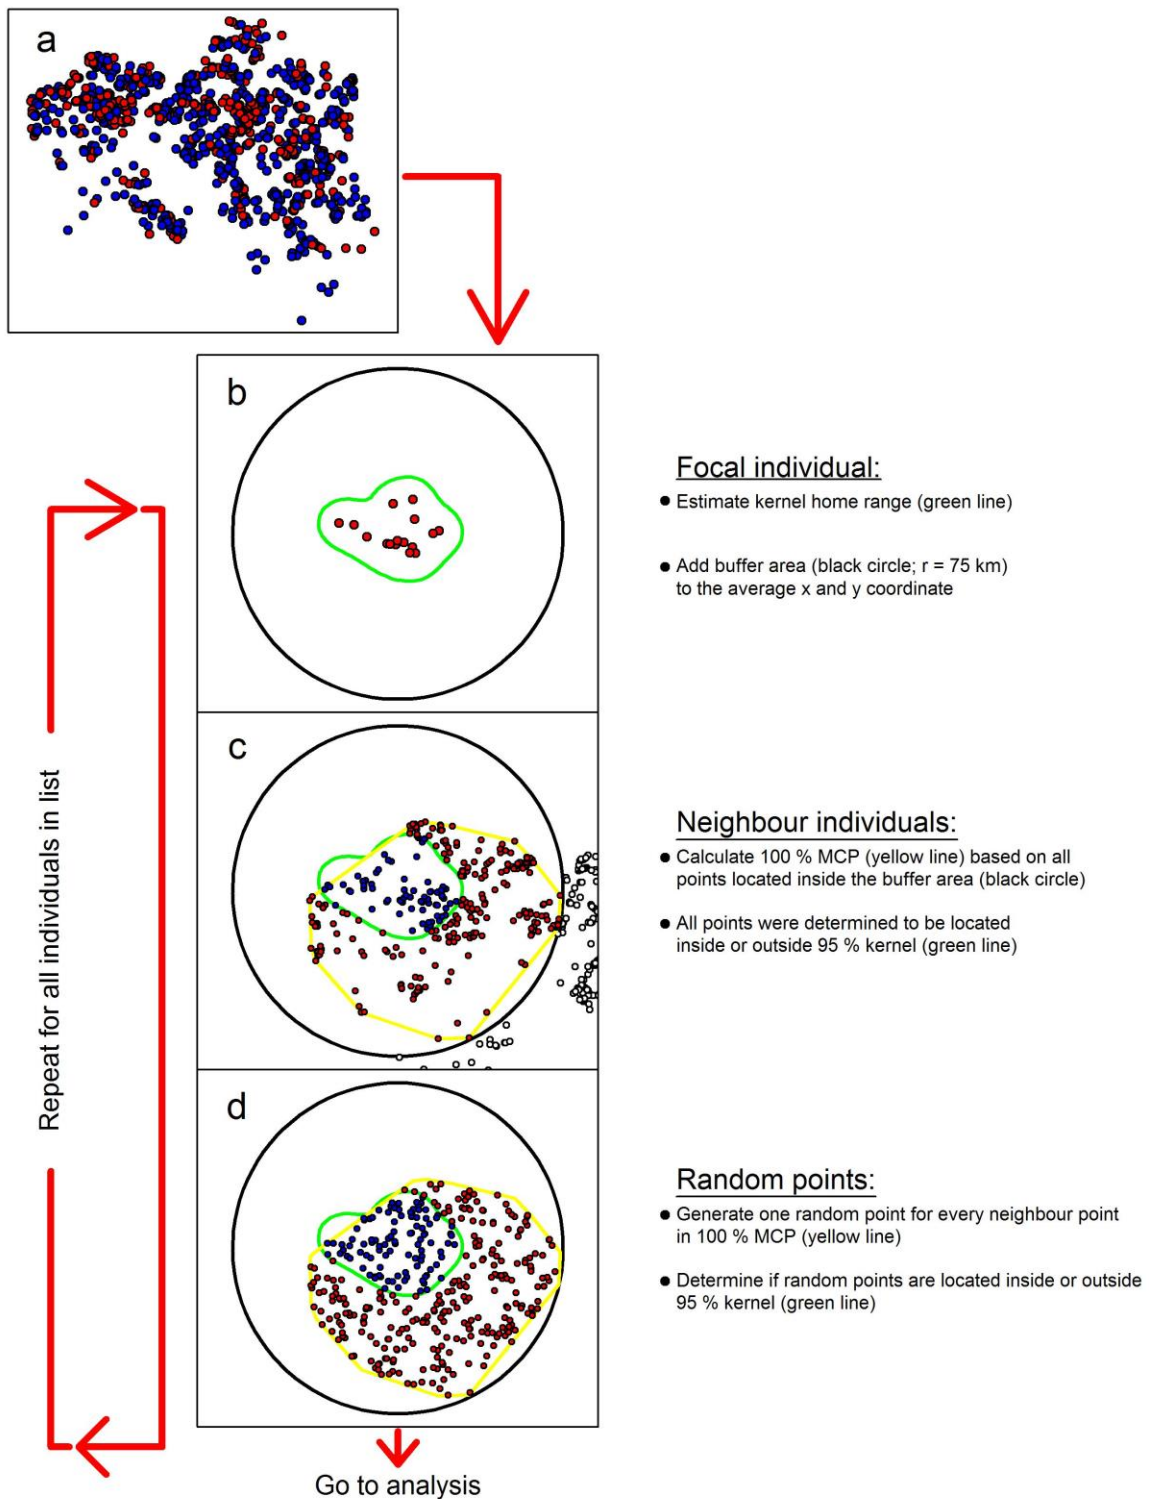 a
b
Focal individual:
● Estimate kernel home range (green line)
● Add buffer area (black circle; r = 75 km)
to the average x and y coordinate
c
Neighbour individuals:
● Calculate 100 % MCP (yellow line) based on all
points located inside the buffer area (black circle)
● All points were determined to be located
inside or outside 95 % kernel (green line)
Repeat for all individuals in list
d
Random points:
● Generate one random point for every neighbour point
in 100 % MCP (yellow line)
● Determine if random points are located inside or outside
95 % kernel (green line)
Go to analysis